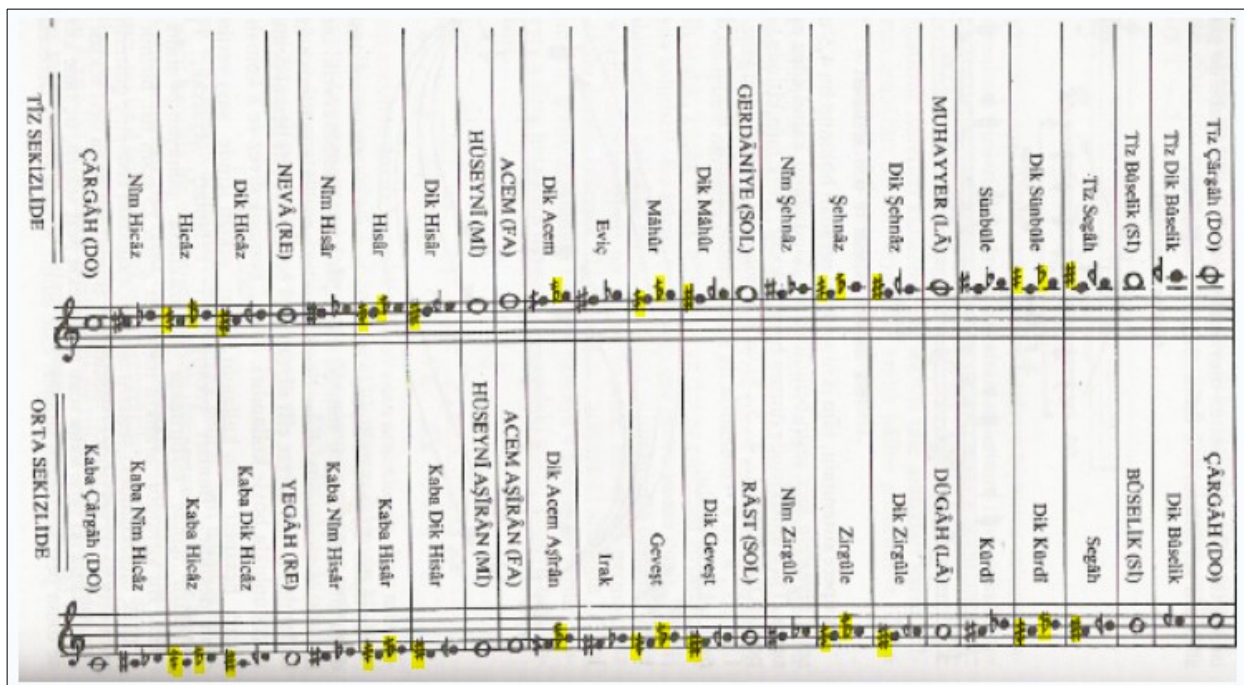 TÎZ SEKİZLİDE
ÇÂRGÂH (DO)
Nîm Hicâz
Hicâz
Dik Hicâz
NEVÂ (RE)
Nîm Hisâr
Hisâr
Dik Hisâr
HÜSEYNÎ (Mİ)
ACEM (FA)
Dik Acem
Eviç
Mâhûr
Dik Mâhûr
GERDÂNİYE (SOL)
Nîm Şehnâz
Şehnâz
Dik Şehnâz
MUHAYYER (LÂ)
Sünbüle
Dik Sünbüle
Tîz Segâh
Tîz Bûselik (Sİ)
Tîz Dik Bûselik
Tîz Çârgâh (DO)
ORTA SEKİZLİDE
Kaba Çârgâh (DO)
Kaba Nîm Hicâz
Kaba Hicâz
Kaba Dik Hicâz
YEGÂH (RE)
Kaba Nîm Hisâr
Kaba Hisâr
Kaba Dik Hisâr
HÜSEYNÎ AŞÎRÂN (Mİ)
ACEM AŞÎRÂN (FA)
Dik Acem Aşîrân
Irak
Geveşt
Dik Geveşt
RÂST (SOL)
Nîm Zirgûle
Zirgûle
Dik Zirgûle
DÜGÂH (LÂ)
Kürdî
Dik Kürdî
Segâh
BÛSELİK (Sİ)
Dik Bûselik
ÇÂRGÂH (DO)